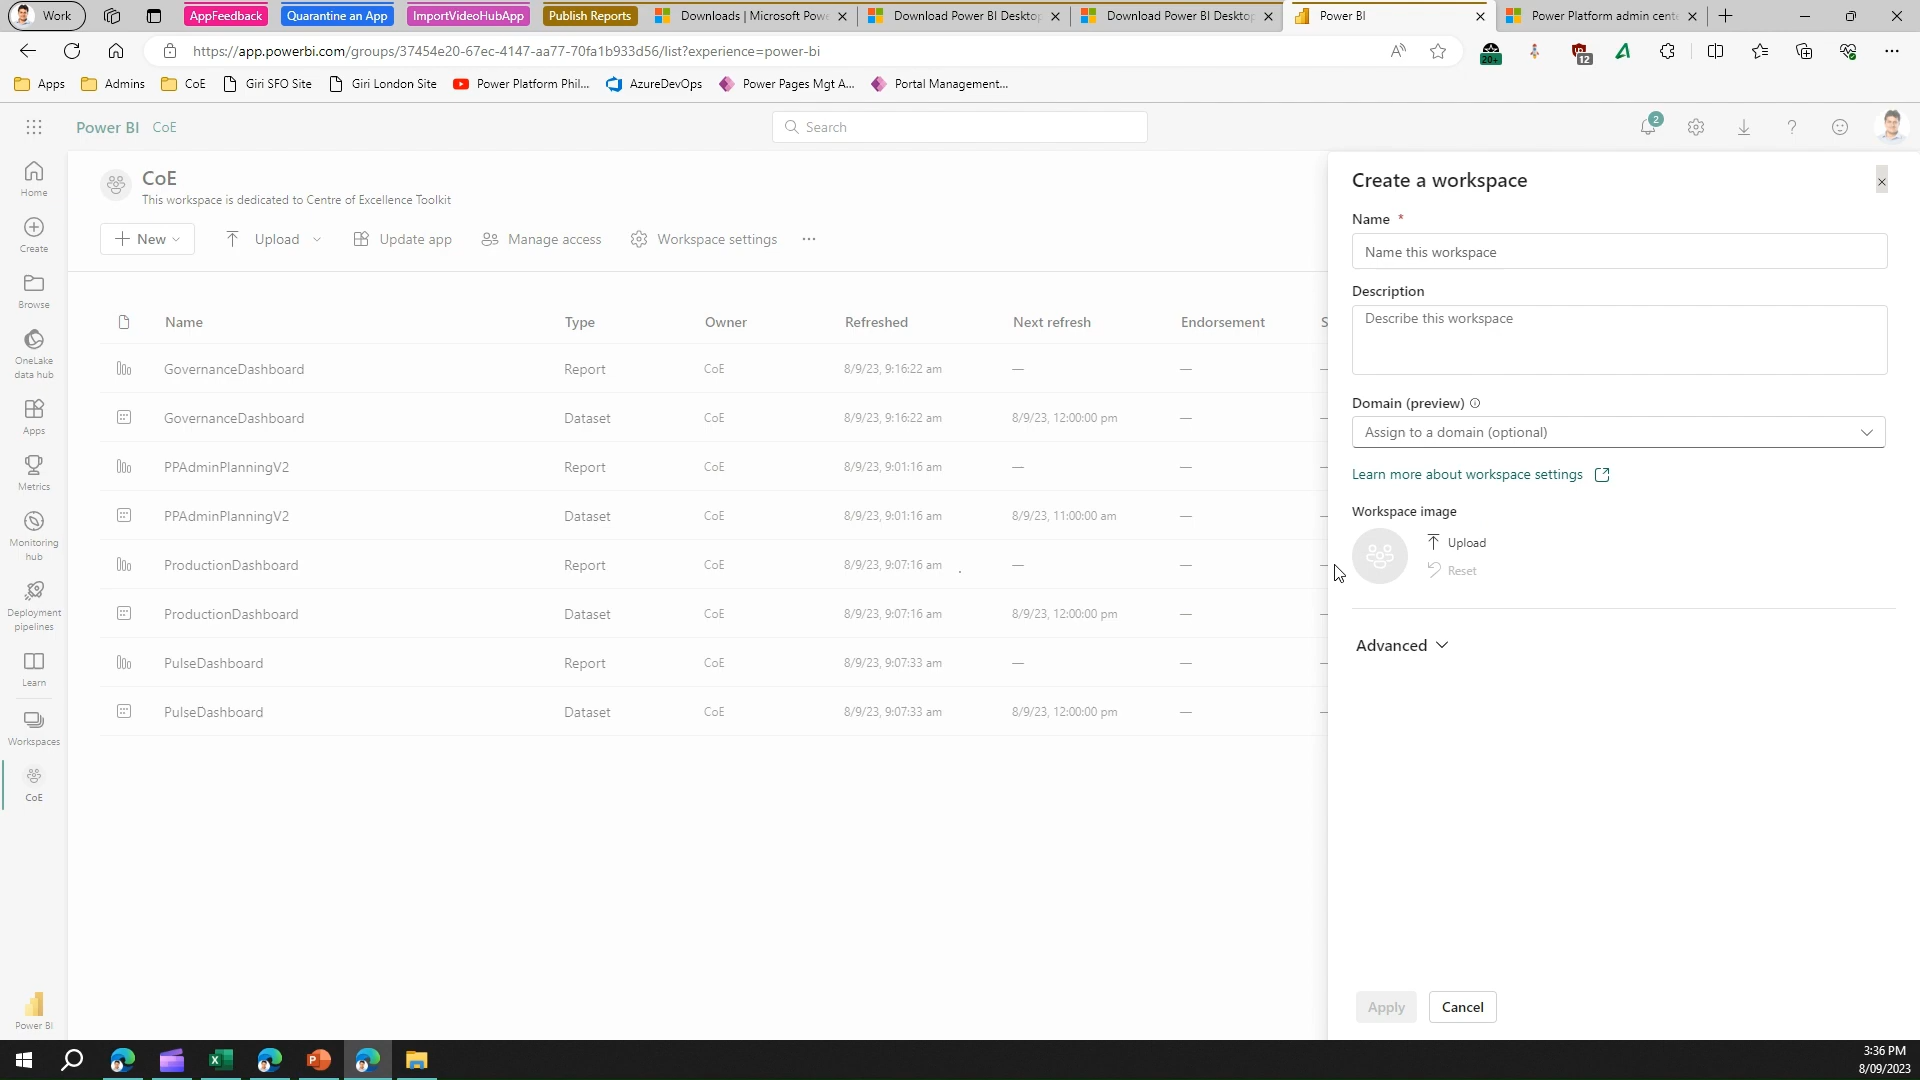 Work
AppFeedback
Quarantine an App
ImportVideoHubApp
Publish Reports
Downloads | Microsoft Powe
Download Power BI Desktop
Download Power BI Desktop
Power BI
Power Platform admin cente
https://app.powerbi.com/groups/37454e20-67ec-4147-aa77-70fa1b933d56/list?experience=power-bi
20+
12
Apps
Admins
CoE
Giri SFO Site
Giri London Site
Power Platform Phil...
AzureDevOps
Power Pages Mgt A...
Portal Management...
Power BI CoE
Search
2
Home
Create
Browse
OneLake
data hub
Apps
Metrics
Monitoring
hub
Deployment
pipelines
Learn
Workspaces
CoE
Power BI
CoE
This workspace is dedicated to Centre of Excellence Toolkit
New
Upload
Update app
Manage access
Workspace settings
Name Type Owner Refreshed Next refresh Endorsement S
GovernanceDashboard Report CoE 8/9/23, 9:16:22 am — — —
GovernanceDashboard Dataset CoE 8/9/23, 9:16:22 am 8/9/23, 12:00:00 pm — —
PPAdminPlanningV2 Report CoE 8/9/23, 9:01:16 am — — —
PPAdminPlanningV2 Dataset CoE 8/9/23, 9:01:16 am 8/9/23, 11:00:00 am — —
ProductionDashboard Report CoE 8/9/23, 9:07:16 am — — —
ProductionDashboard Dataset CoE 8/9/23, 9:07:16 am 8/9/23, 12:00:00 pm — —
PulseDashboard Report CoE 8/9/23, 9:07:33 am — — —
PulseDashboard Dataset CoE 8/9/23, 9:07:33 am 8/9/23, 12:00:00 pm — —
Create a workspace
Name *
Name this workspace
Description
Describe this workspace
Domain (preview)
Assign to a domain (optional)
Learn more about workspace settings
Workspace image
Upload
Reset
Advanced
Apply
Cancel
3:36 PM
8/09/2023